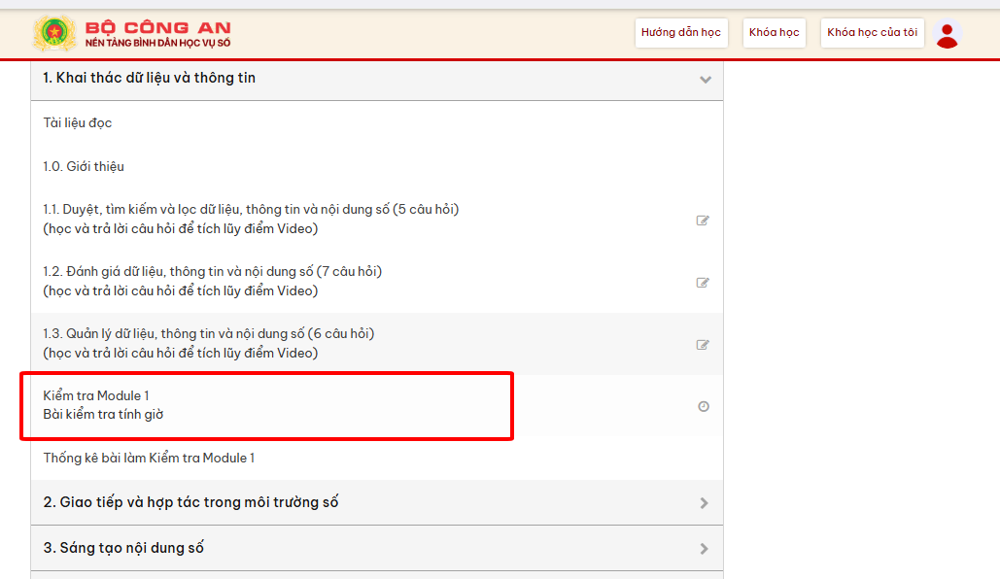 BỘ CÔNG AN
NỀN TẢNG BÌNH DÂN HỌC VỤ SỐ
Hướng dẫn học
Khóa học
Khóa học của tôi
1. Khai thác dữ liệu và thông tin
Tài liệu đọc
1.0. Giới thiệu
1.1. Duyệt, tìm kiếm và lọc dữ liệu, thông tin và nội dung số (5 câu hỏi)
(học và trả lời câu hỏi để tích lũy điểm Video)
1.2. Đánh giá dữ liệu, thông tin và nội dung số (7 câu hỏi)
(học và trả lời câu hỏi để tích lũy điểm Video)
1.3. Quản lý dữ liệu, thông tin và nội dung số (6 câu hỏi)
(học và trả lời câu hỏi để tích lũy điểm Video)
Kiểm tra Module 1
Bài kiểm tra tính giờ
Thống kê bài làm Kiểm tra Module 1
2. Giao tiếp và hợp tác trong môi trường số
3. Sáng tạo nội dung số